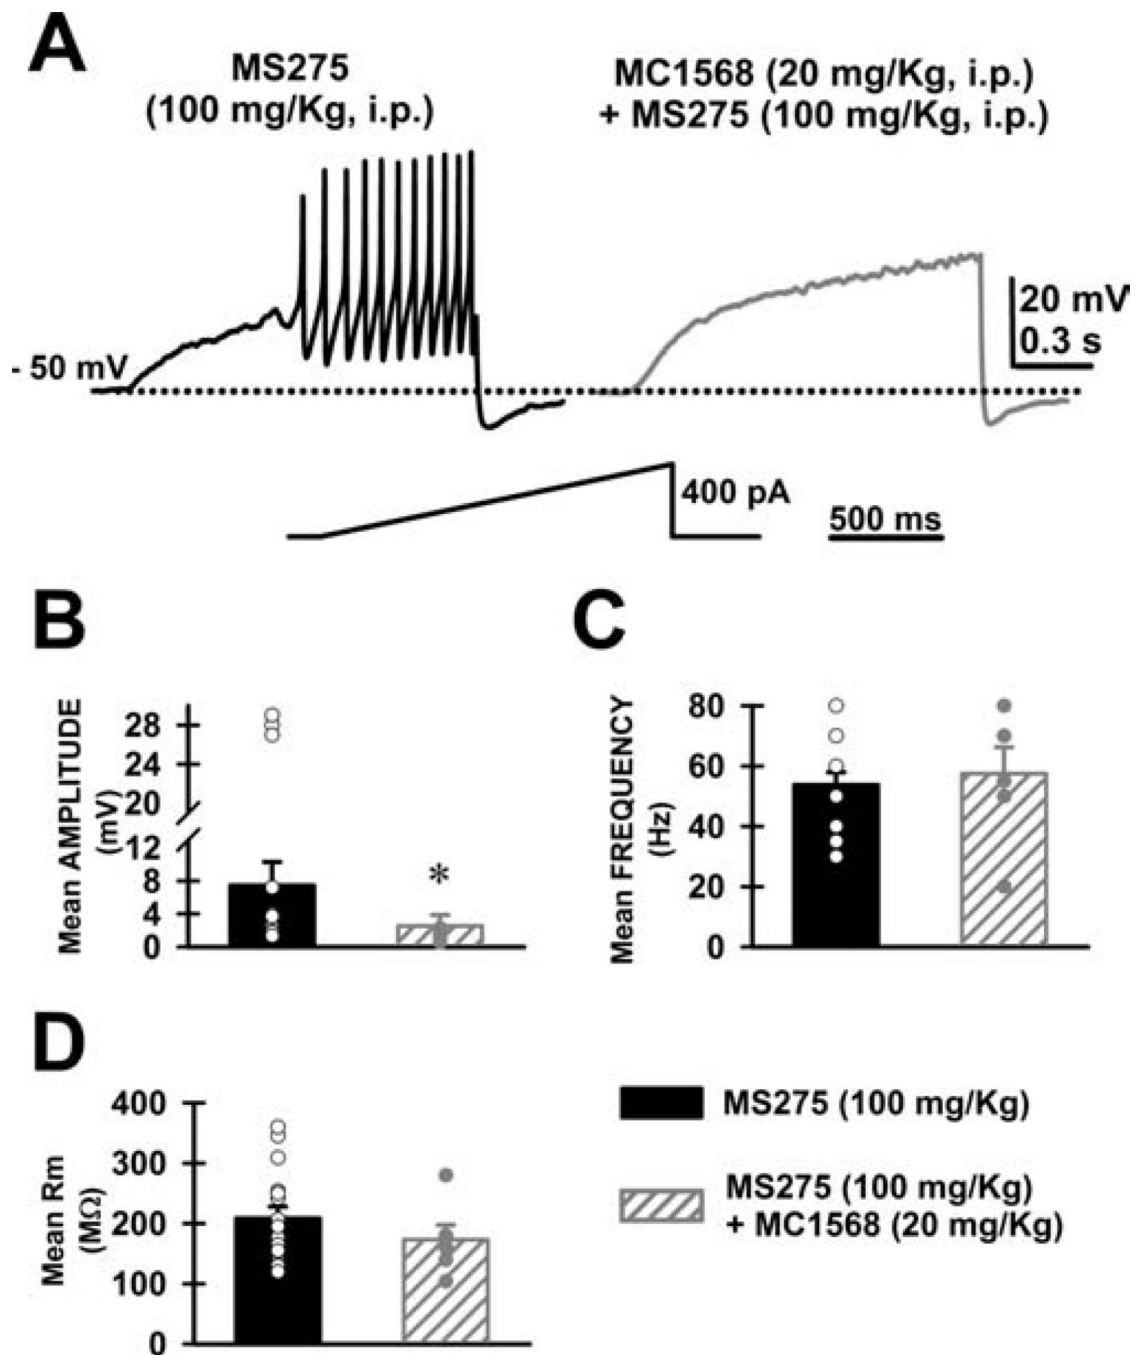 A
MS275
(100 mg/Kg, i.p.)
MC1568 (20 mg/Kg, i.p.)
+ MS275 (100 mg/Kg, i.p.)
20 mV
0.3 s
- 50 mV
400 pA
500 ms
B
Mean AMPLITUDE
(mV)
28
24
20
12
8
4
0
*
C
Mean FREQUENCY
(Hz)
80
60
40
20
0
D
Mean Rm
(MΩ)
400
300
200
100
0
MS275 (100 mg/Kg)
MS275 (100 mg/Kg)
+ MC1568 (20 mg/Kg)